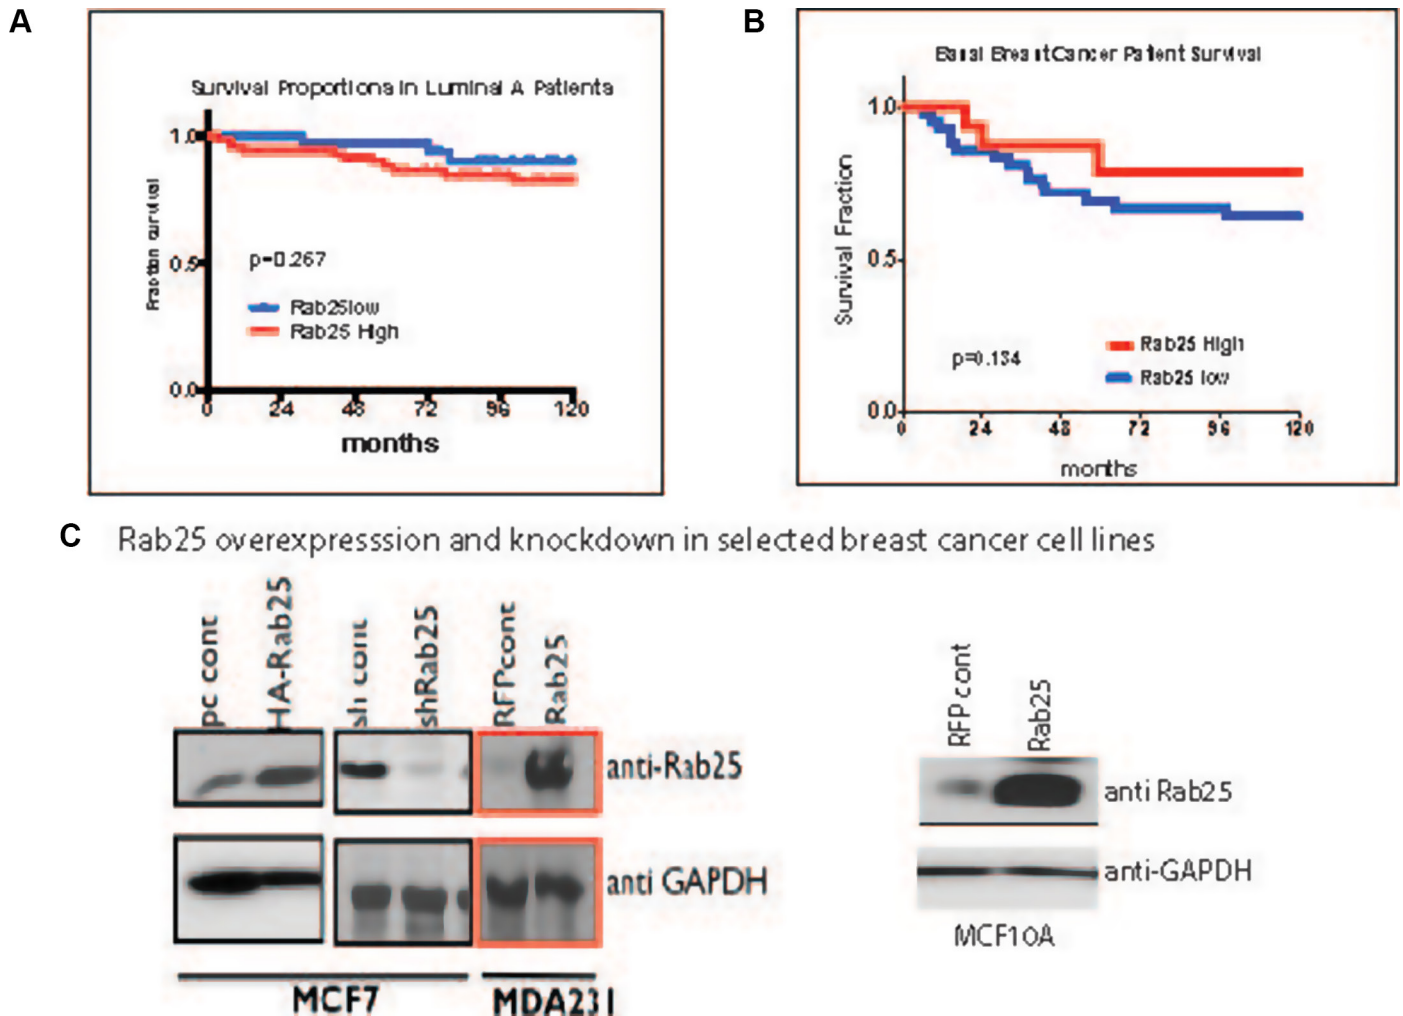 A
Survival Proportions in Luminal A Patients
1.0
0.5
0.0
Fraction survival
p=0.267
Rab25low
Rab25 High
0 24 48 72 96 120
months
B
Basal Breast Cancer Patient Survival
1.0
0.5
0.0
Survival Fraction
p=0.134
Rab25 High
Rab25 low
0 24 48 72 96 120
months
C
Rab25 overexpresssion and knockdown in selected breast cancer cell lines
pc cont
HA-Rab25
sh cont
shRab25
RFPcont
Rab25
anti-Rab25
anti GAPDH
MCF7
MDA231
RFP cont
Rab25
anti Rab25
anti-GAPDH
MCF10A